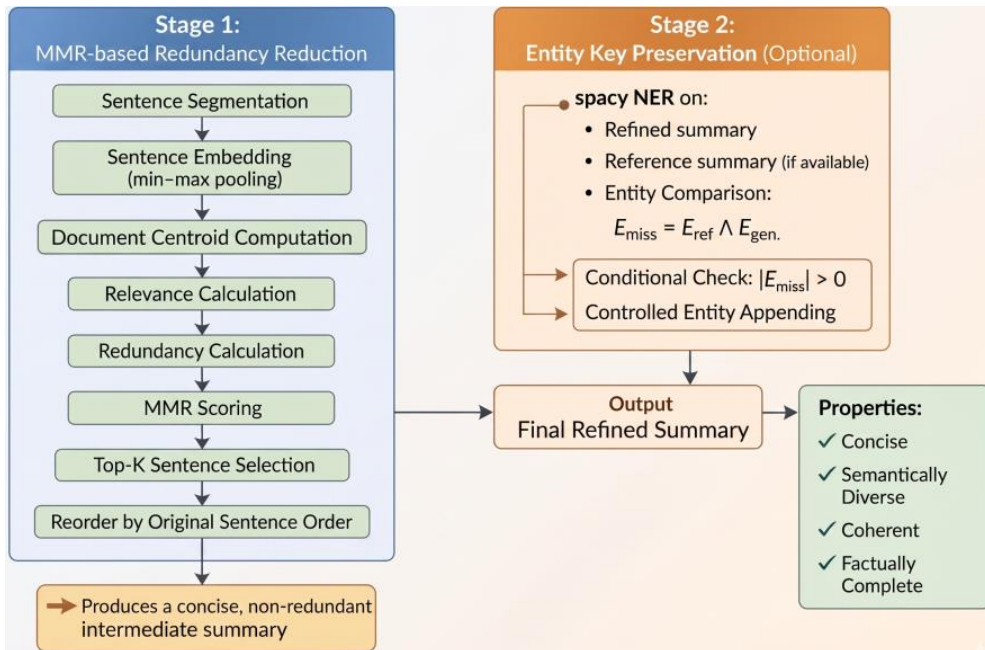 Stage 1:
MMR-based Redundancy Reduction
Sentence Segmentation
Sentence Embedding
(min–max pooling)
Document Centroid Computation
Relevance Calculation
Redundancy Calculation
MMR Scoring
Top-K Sentence Selection
Reorder by Original Sentence Order
Produces a concise, non-redundant
intermediate summary
Stage 2:
Entity Key Preservation (Optional)
spacy NER on:
• Refined summary
• Reference summary (if available)
• Entity Comparison:
E_miss = E_ref ∧ E_gen.
Conditional Check: |E_miss| > 0
Controlled Entity Appending
Output
Final Refined Summary
Properties:
✓ Concise
✓ Semantically
Diverse
✓ Coherent
✓ Factually
Complete